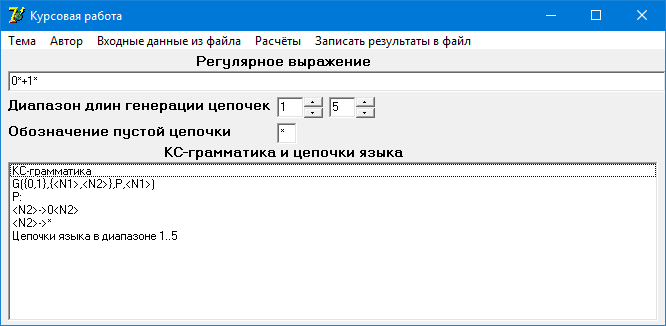 Курсовая работа
Тема Автор Входные данные из файла Расчёты Записать результаты в файл
Регулярное выражение
0*+1*
Диапазон длин генерации цепочек 1 5
Обозначение пустой цепочки *
КС-грамматика и цепочки языка
КС-грамматика
G({0,1},{<N1>,<N2>},P,<N1>)
P:
<N2>->0<N2>
<N2>->*
Цепочки языка в диапазоне 1..5